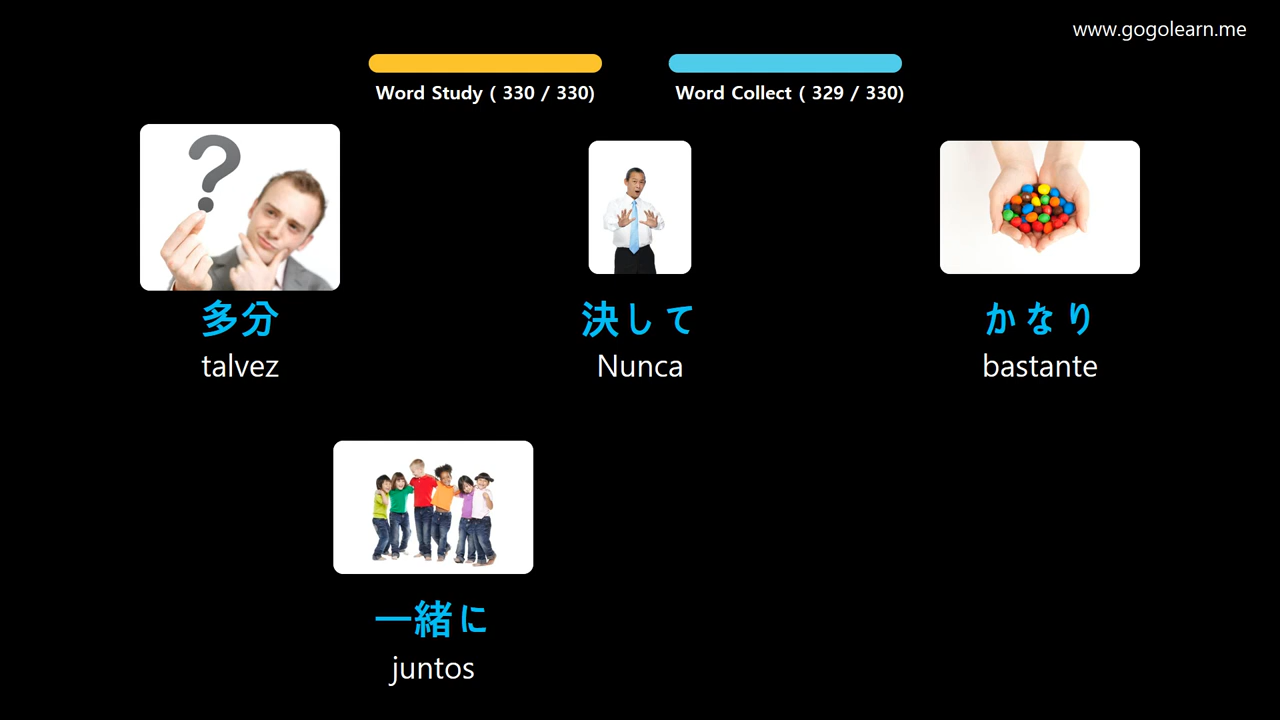 www.gogolearn.me
Word Study ( 330 / 330)
Word Collect ( 329 / 330)
多分
talvez
決して
Nunca
かなり
bastante
一緒に
juntos